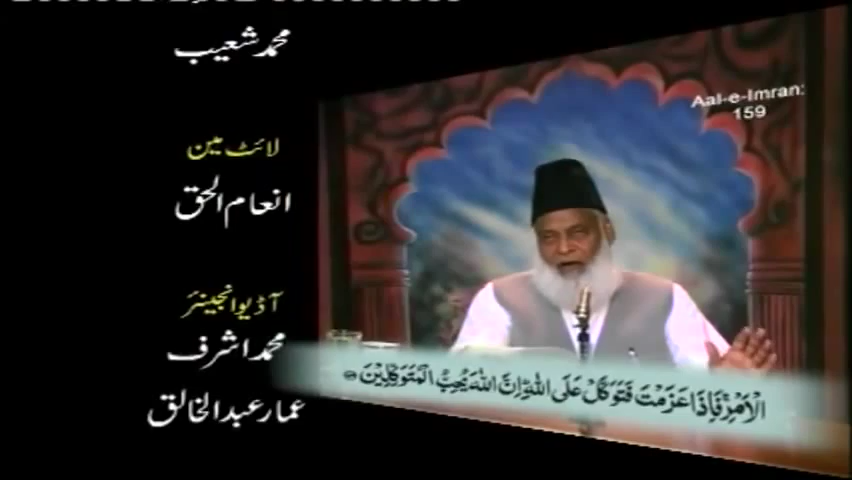 محمد شعیب
لائٹ مین
انعام الحق
آڈیو انجینئر
محمد اشرف
عمار عبدالخالق
Aal-e-Imran:
159
الْاَمْرِ فَاِذَا عَزَمْتَ فَتَوَكَّلْ عَلَى اللّٰهِ اِنَّ اللّٰهَ يُحِبُّ الْمُتَوَكِّلِيْنَ ﴿۱۵۹﴾